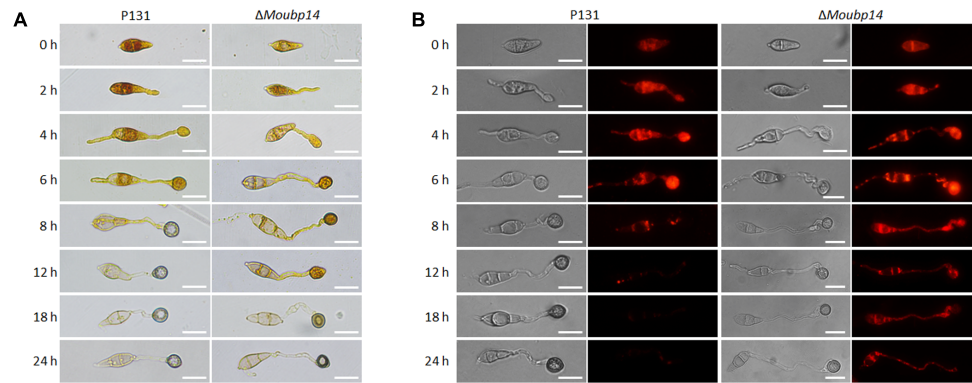 A P131 ΔMoubp14 B P131 ΔMoubp14
0 h 0 h
2 h 2 h
4 h 4 h
6 h 6 h
8 h 8 h
12 h 12 h
18 h 18 h
24 h 24 h